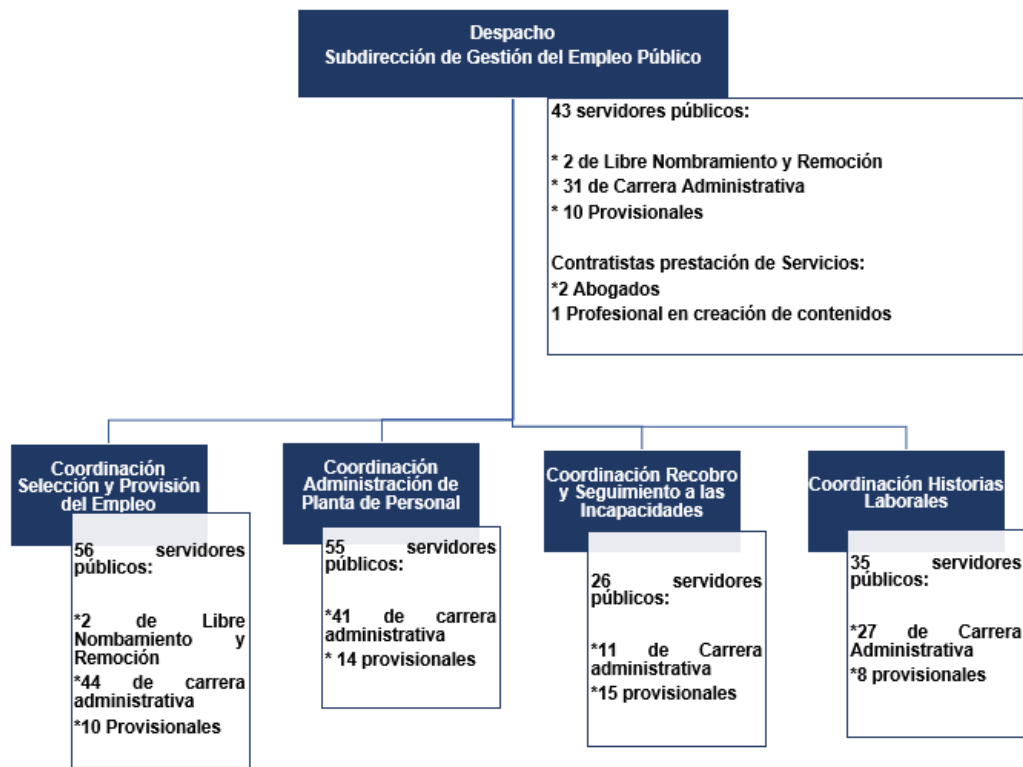 Despacho
Subdirección de Gestión del Empleo Público
43 servidores públicos:
* 2 de Libre Nombramiento y Remoción
* 31 de Carrera Administrativa
* 10 Provisionales
Contratistas prestación de Servicios:
*2 Abogados
1 Profesional en creación de contenidos
Coordinación
Selección y Provisión
del Empleo
56 servidores
públicos:
*2 de Libre
Nombamiento y
Remoción
*44 de carrera
administrativa
*10 Provisionales
Coordinación
Administración de
Planta de Personal
55 servidores
públicos:
*41 de carrera
administrativa
* 14 provisionales
Coordinación Recobro
y Seguimiento a las
Incapacidades
26 servidores
públicos:
*11 de Carrera
administrativa
*15 provisionales
Coordinación Historias
Laborales
35 servidores
públicos:
*27 de Carrera
Administrativa
*8 provisionales